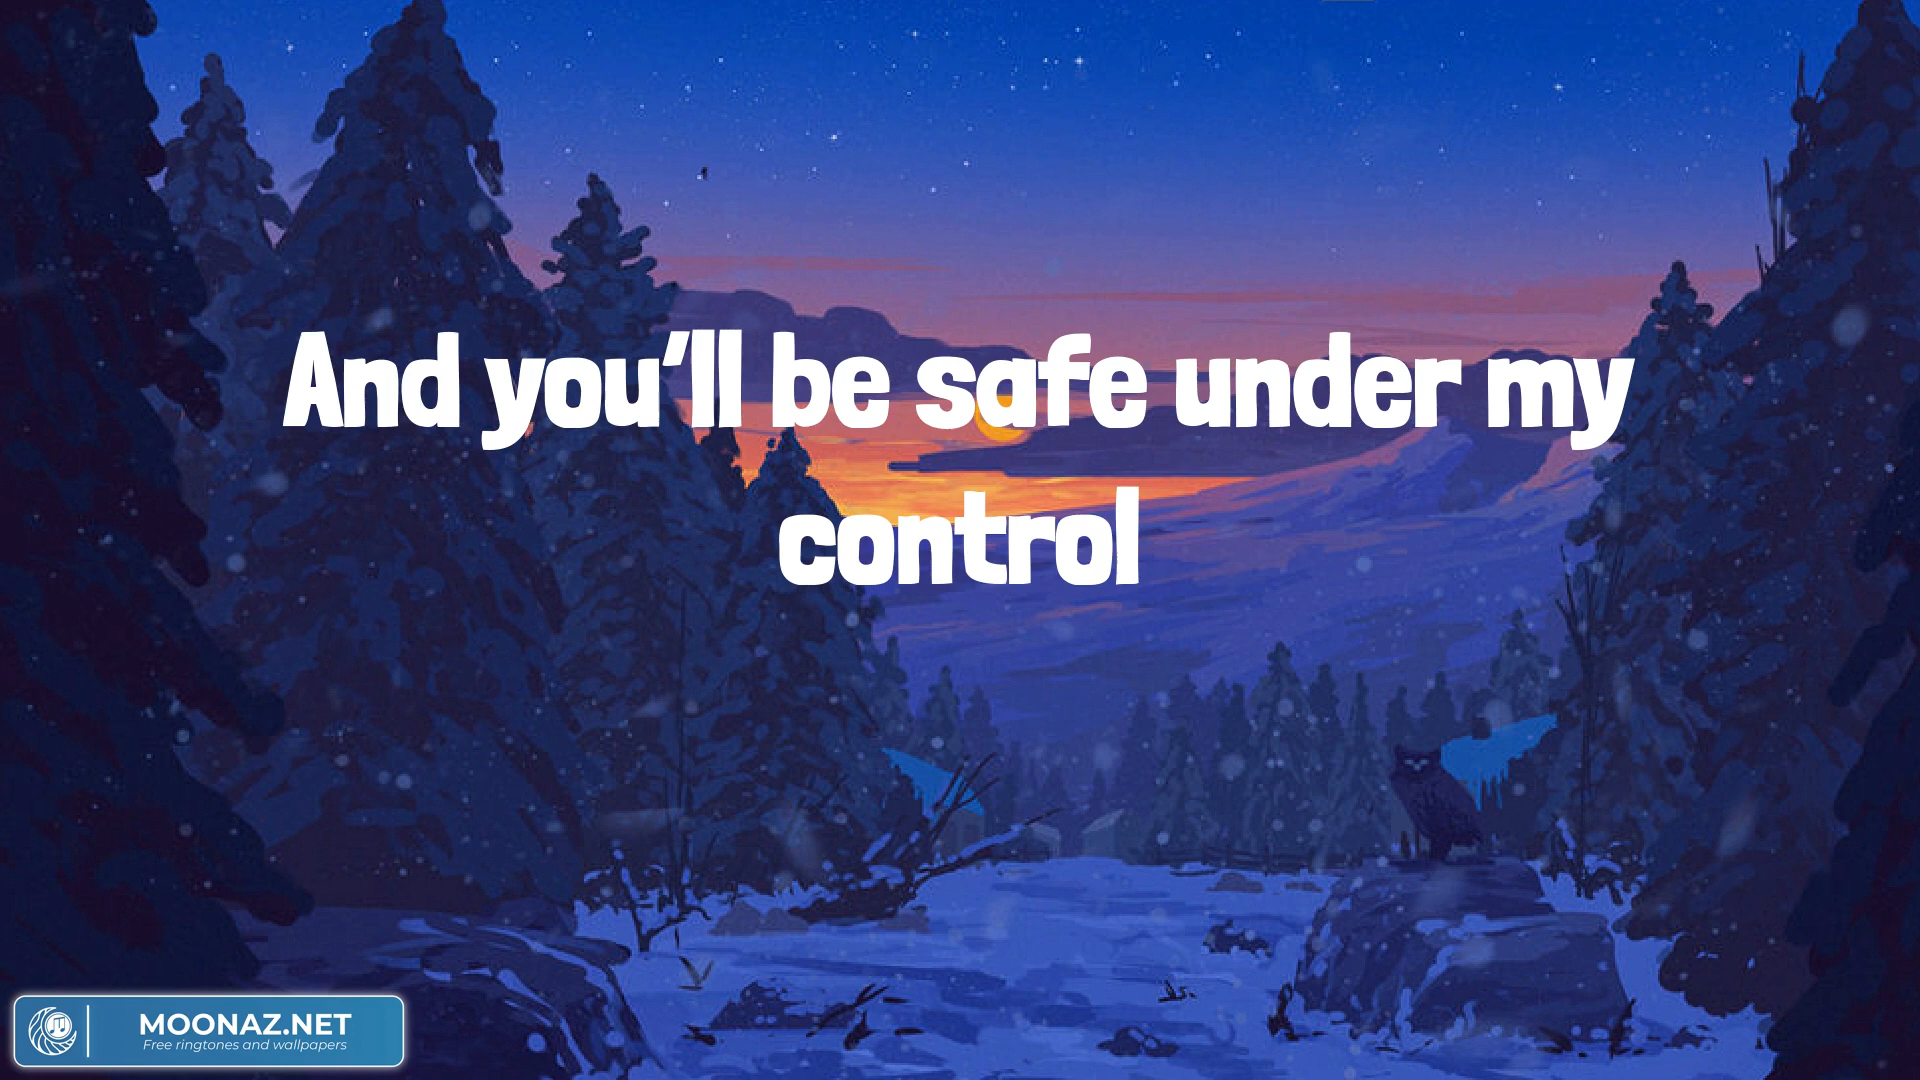 And you'll be safe under my
control
MOONAZ.NET
Free ringtones and wallpapers